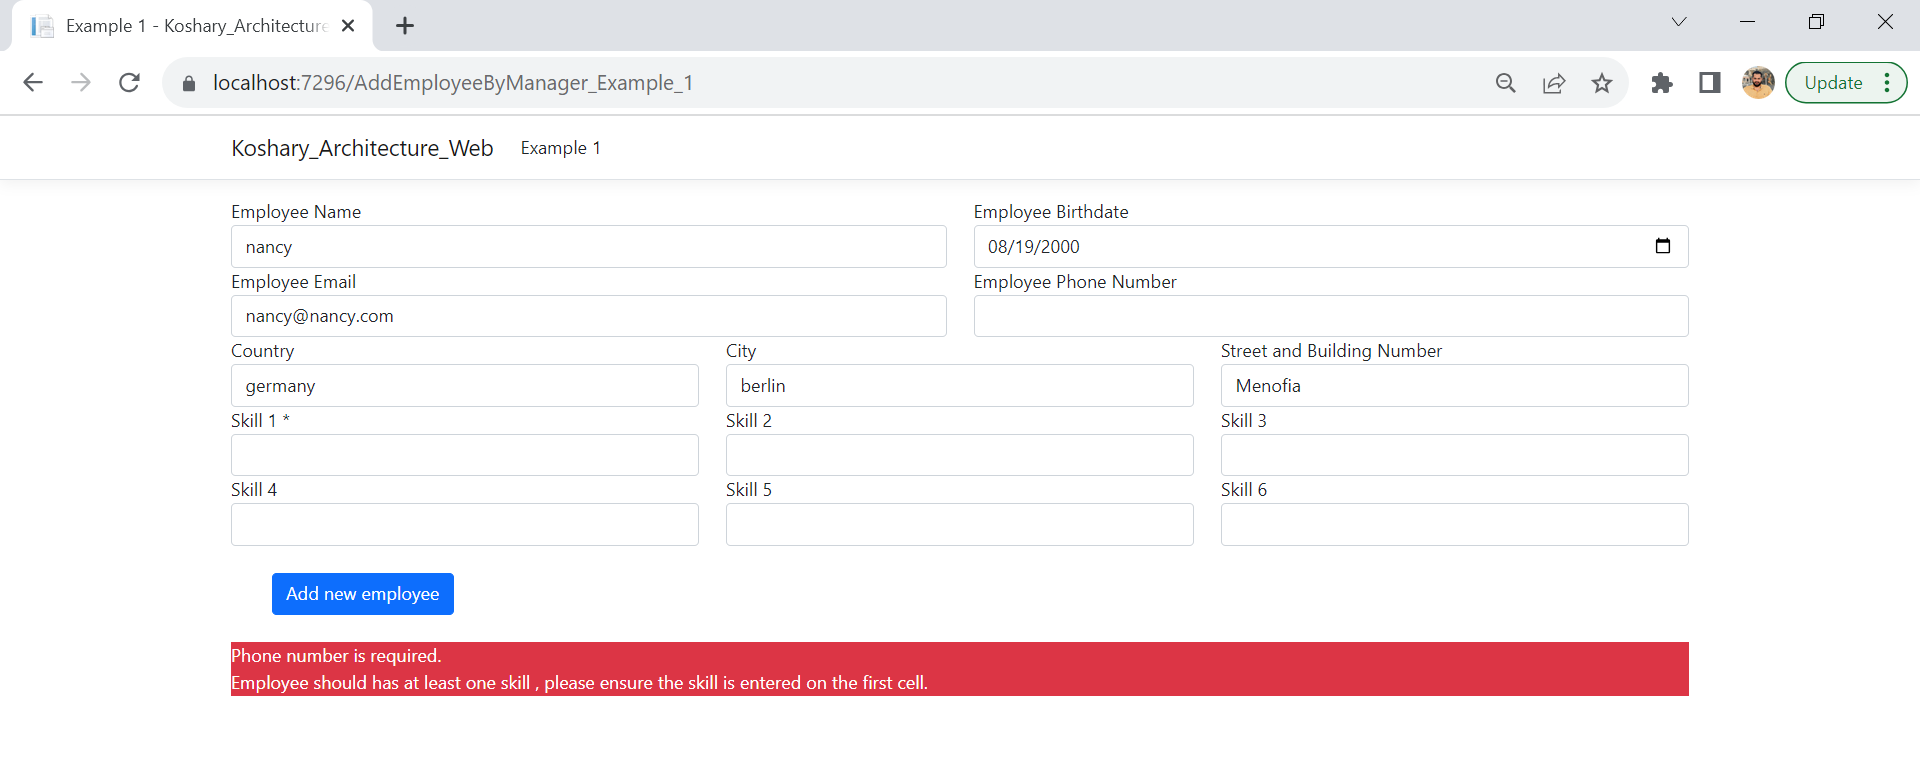 Example 1 - Koshary_Architecture
localhost:7296/AddEmployeeByManager_Example_1
Update
Koshary_Architecture_Web Example 1
Employee Name Employee Birthdate
nancy 08/19/2000
Employee Email Employee Phone Number
nancy@nancy.com
Country City Street and Building Number
germany berlin Menofia
Skill 1 * Skill 2 Skill 3
Skill 4 Skill 5 Skill 6
Add new employee
Phone number is required.
Employee should has at least one skill , please ensure the skill is entered on the first cell.